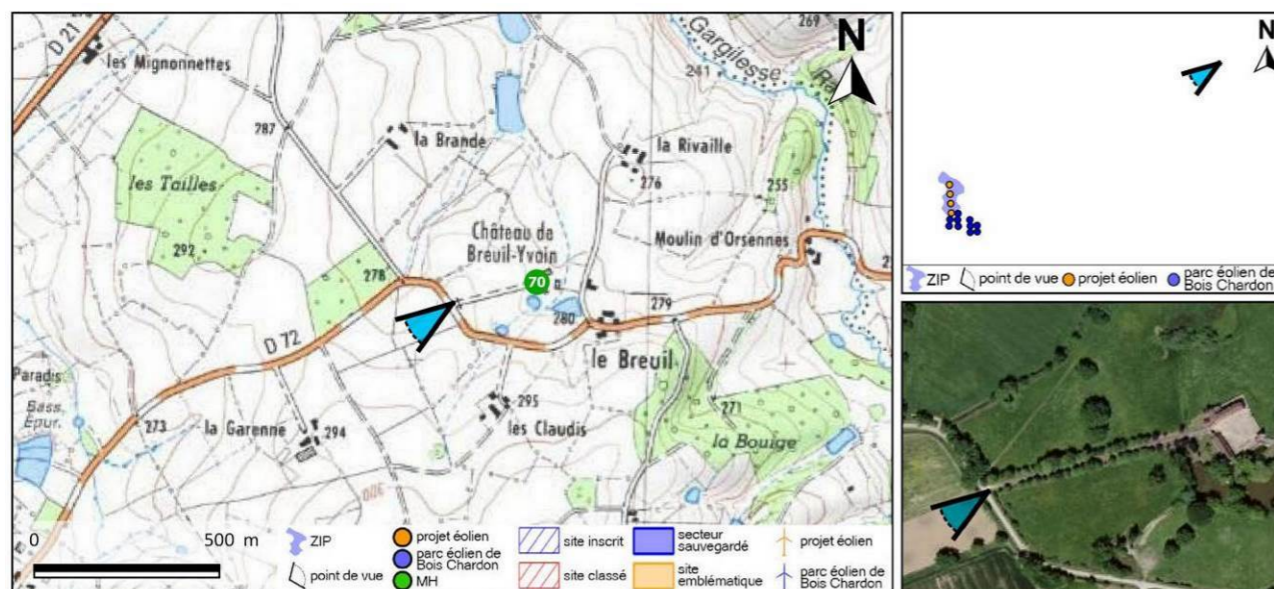 D 21
les Mignonnettes
287
la Brande
Gargilesse
269
241
N
la Rivaille
276
255
les Tailles
292
Château de
Breuil-Yvain
Moulin d'Orsennes
278
70
280
279
D 72
le Breuil
Paradis
Bass.
Epur.
273
la Garenne
294
295
les Claudis
271
la Bouige
300
0 500 m
ZIP
point de vue
projet éolien
parc éolien de
Bois Chardon
MH
site inscrit
site classé
secteur
sauvegardé
site
emblématique
projet éolien
parc éolien de
Bois Chardon
N
ZIP point de vue projet éolien parc éolien de
Bois Chardon